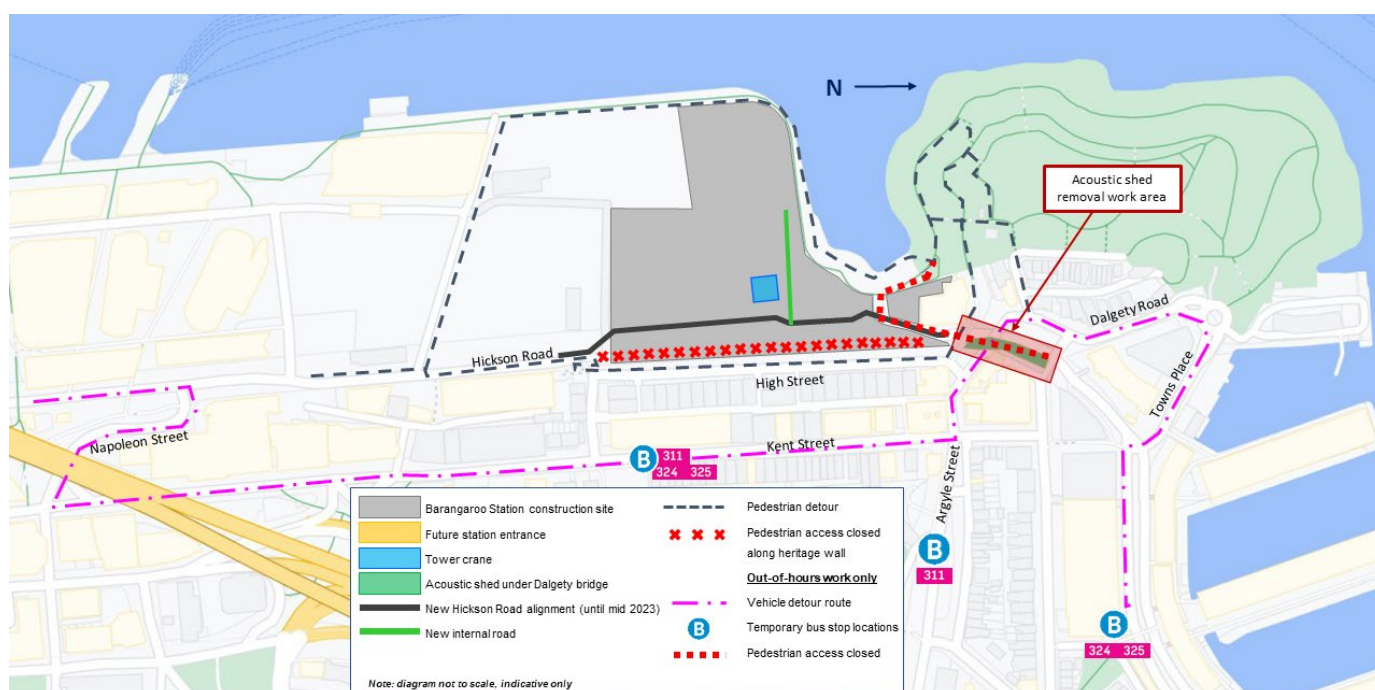 N
Acoustic shed
removal work area
Dalgety Road
Hickson Road
High Street
Towns Place
Napoleon Street
Kent Street
B
311
324 325
Argyle Street
B
311
B
324 325
Barangaroo Station construction site
Future station entrance
Tower crane
Acoustic shed under Dalgety bridge
New Hickson Road alignment (until mid 2023)
New internal road
Pedestrian detour
Pedestrian access closed
along heritage wall
Out-of-hours work only
Vehicle detour route
B
Temporary bus stop locations
Pedestrian access closed
Note: diagram not to scale, indicative only